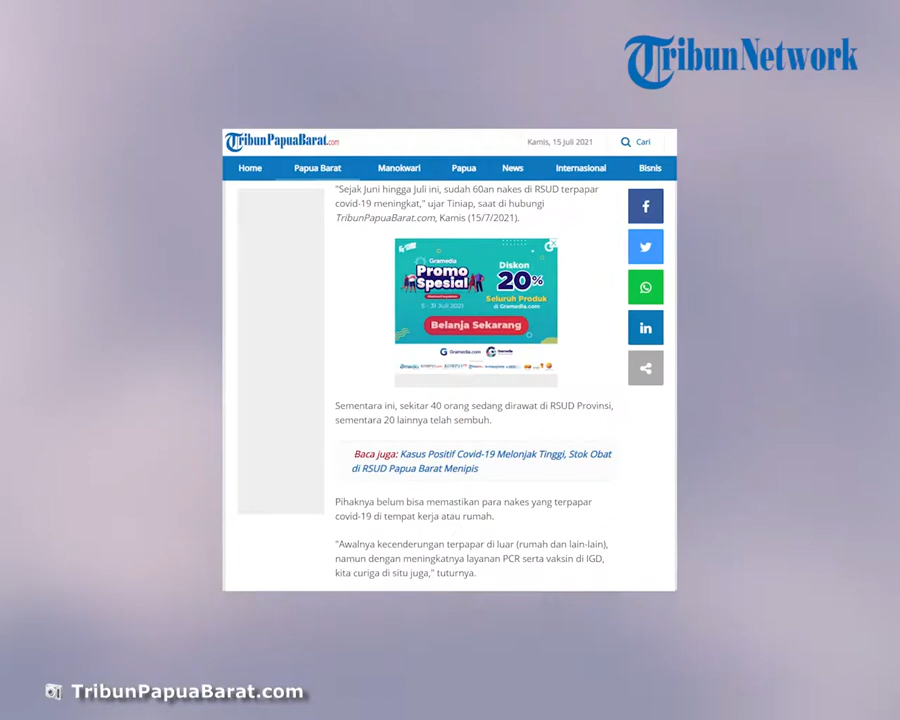 Tribun Network
TribunPapuaBarat.com
Kamis, 15 Juli 2021
Cari
Home Papua Barat Manokwari Papua News Internasional Bisnis
"Sejak Juni hingga Juli ini, sudah 60an nakes di RSUD terpapar
covid-19 meningkat," ujar Tiniap, saat di hubungi
TribunPapuaBarat.com, Kamis (15/7/2021).
Gramedia
Promo
Spesial
5 - 31 Juli 2021
Diskon
20%
Seluruh Produk
di Gramedia.com
Belanja Sekarang
Gramedia.com
Sementara ini, sekitar 40 orang sedang dirawat di RSUD Provinsi,
sementara 20 lainnya telah sembuh.
Baca juga: Kasus Positif Covid-19 Melonjak Tinggi, Stok Obat
di RSUD Papua Barat Menipis
Pihaknya belum bisa memastikan para nakes yang terpapar
covid-19 di tempat kerja atau rumah.
"Awalnya kecenderungan terpapar di luar (rumah dan lain-lain),
namun dengan meningkatnya layanan PCR serta vaksin di IGD,
kita curiga di situ juga," tuturnya.
TribunPapuaBarat.com